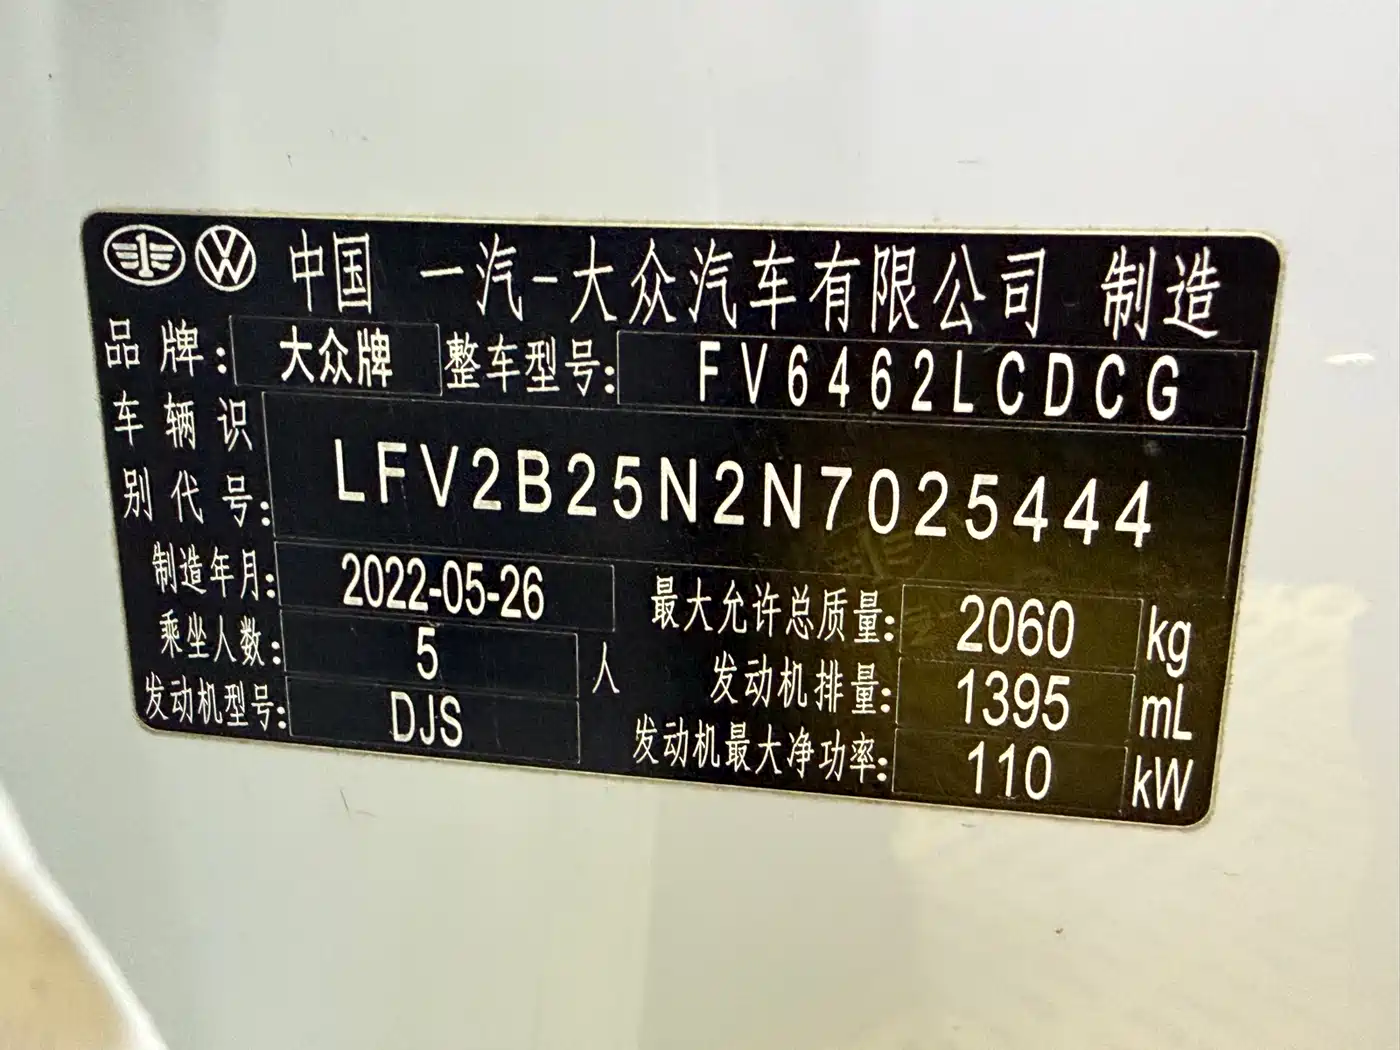 中国 一汽-大众汽车有限公司 制造
品牌: 大众牌 整车型号: FV6462LCDCG
车辆识别代号: LFV2B25N2N7025444
制造年月: 2022-05-26 最大允许总质量: 2060 kg
乘坐人数: 5 人 发动机排量: 1395 mL
发动机型号: DJS 发动机最大净功率: 110 kW